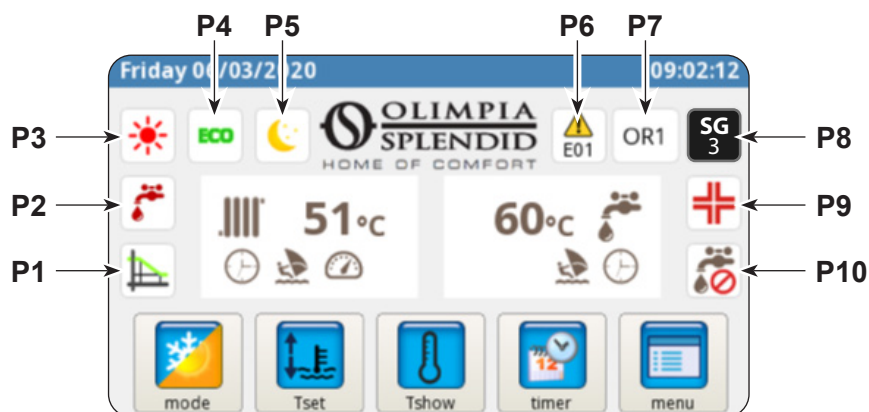 P4 P5 P6 P7
Friday 06/03/2020 09:02:12
P3 ECO OLIMPIA SPLENDID E01 OR1 SG 3 P8
HOME OF COMFORT
P2 51°C 60°C P9
P1 P10
12
mode Tset Tshow timer menu